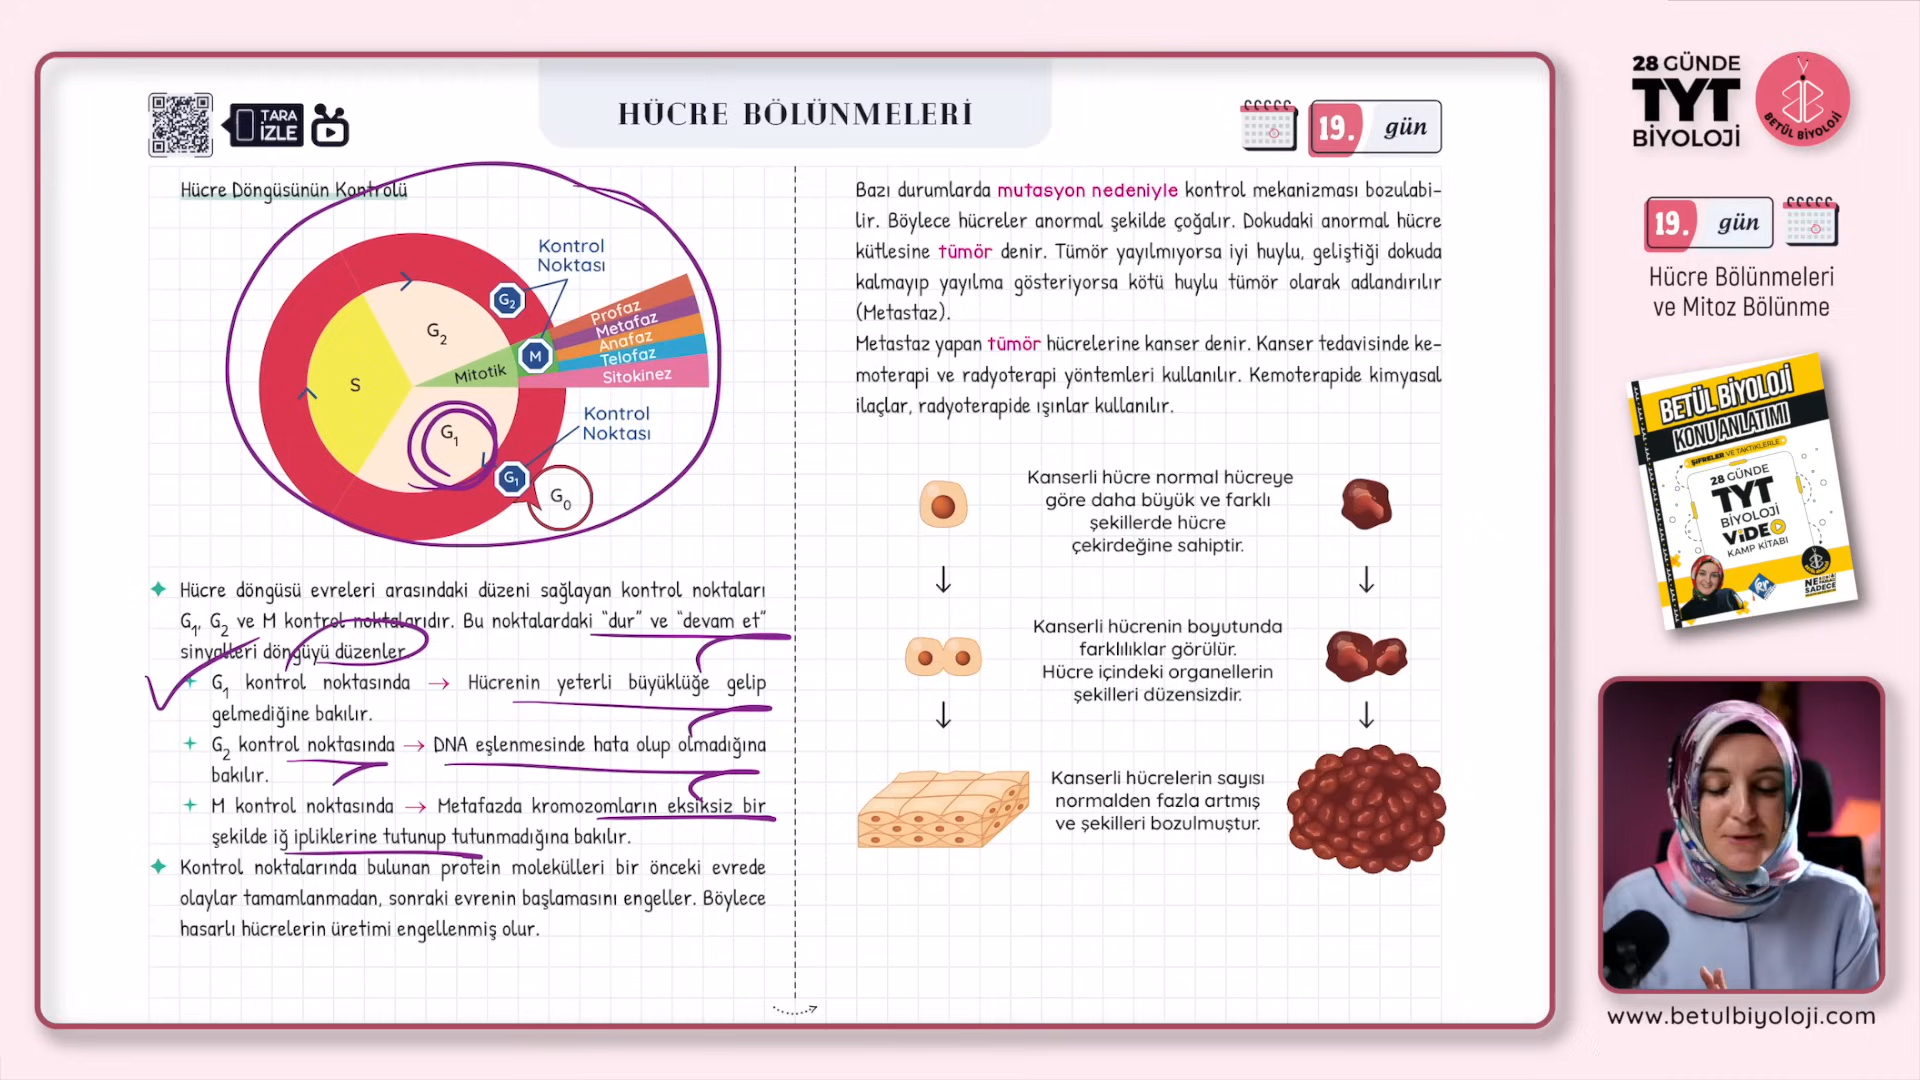 TARA
İZLE
HÜCRE BÖLÜNMELERİ
19. gün
Hücre Döngüsünün Kontrolü
Kontrol
Noktası
G2
G2
Profaz
Metafaz
Anafaz
Telofaz
Sitokinez
M
Mitotik
S
G1
Kontrol
Noktası
G1
G0
Hücre döngüsü evreleri arasındaki düzeni sağlayan kontrol noktaları
G1, G2 ve M kontrol noktalarıdır. Bu noktalardaki "dur" ve "devam et"
sinyalleri döngüyü düzenler.
G1 kontrol noktasında → Hücrenin yeterli büyüklüğe gelip
gelmediğine bakılır.
G2 kontrol noktasında → DNA eşlenmesinde hata olup olmadığına
bakılır.
M kontrol noktasında → Metafazda kromozomların eksiksiz bir
şekilde iğ ipliklerine tutunup tutunmadığına bakılır.
Kontrol noktalarında bulunan protein molekülleri bir önceki evrede
olaylar tamamlanmadan, sonraki evrenin başlamasını engeller. Böylece
hasarlı hücrelerin üretimi engellenmiş olur.
Bazı durumlarda mutasyon nedeniyle kontrol mekanizması bozulabi-
lir. Böylece hücreler anormal şekilde çoğalır. Dokudaki anormal hücre
kütlesine tümör denir. Tümör yayılmıyorsa iyi huylu, geliştiği dokuda
kalmayıp yayılma gösteriyorsa kötü huylu tümör olarak adlandırılır
(Metastaz).
Metastaz yapan tümör hücrelerine kanser denir. Kanser tedavisinde ke-
moterapi ve radyoterapi yöntemleri kullanılır. Kemoterapide kimyasal
ilaçlar, radyoterapide ışınlar kullanılır.
Kanserli hücre normal hücreye
göre daha büyük ve farklı
şekillerde hücre
çekirdeğine sahiptir.
Kanserli hücrenin boyutunda
farklılıklar görülür.
Hücre içindeki organellerin
şekilleri düzensizdir.
Kanserli hücrelerin sayısı
normalden fazla artmış
ve şekilleri bozulmuştur.
28 GÜNDE
TYT
BİYOLOJİ
BETÜL BİYOLOJİ
19. gün
Hücre Bölünmeleri
ve Mitoz Bölünme
BETÜL BİYOLOJİ
KONU ANLATIMI
ŞİFRELER VE TAKTİKLERLE
28 GÜNDE
TYT
BİYOLOJİ
VİDEO
KAMP KİTABI
www.betulbiyoloji.com